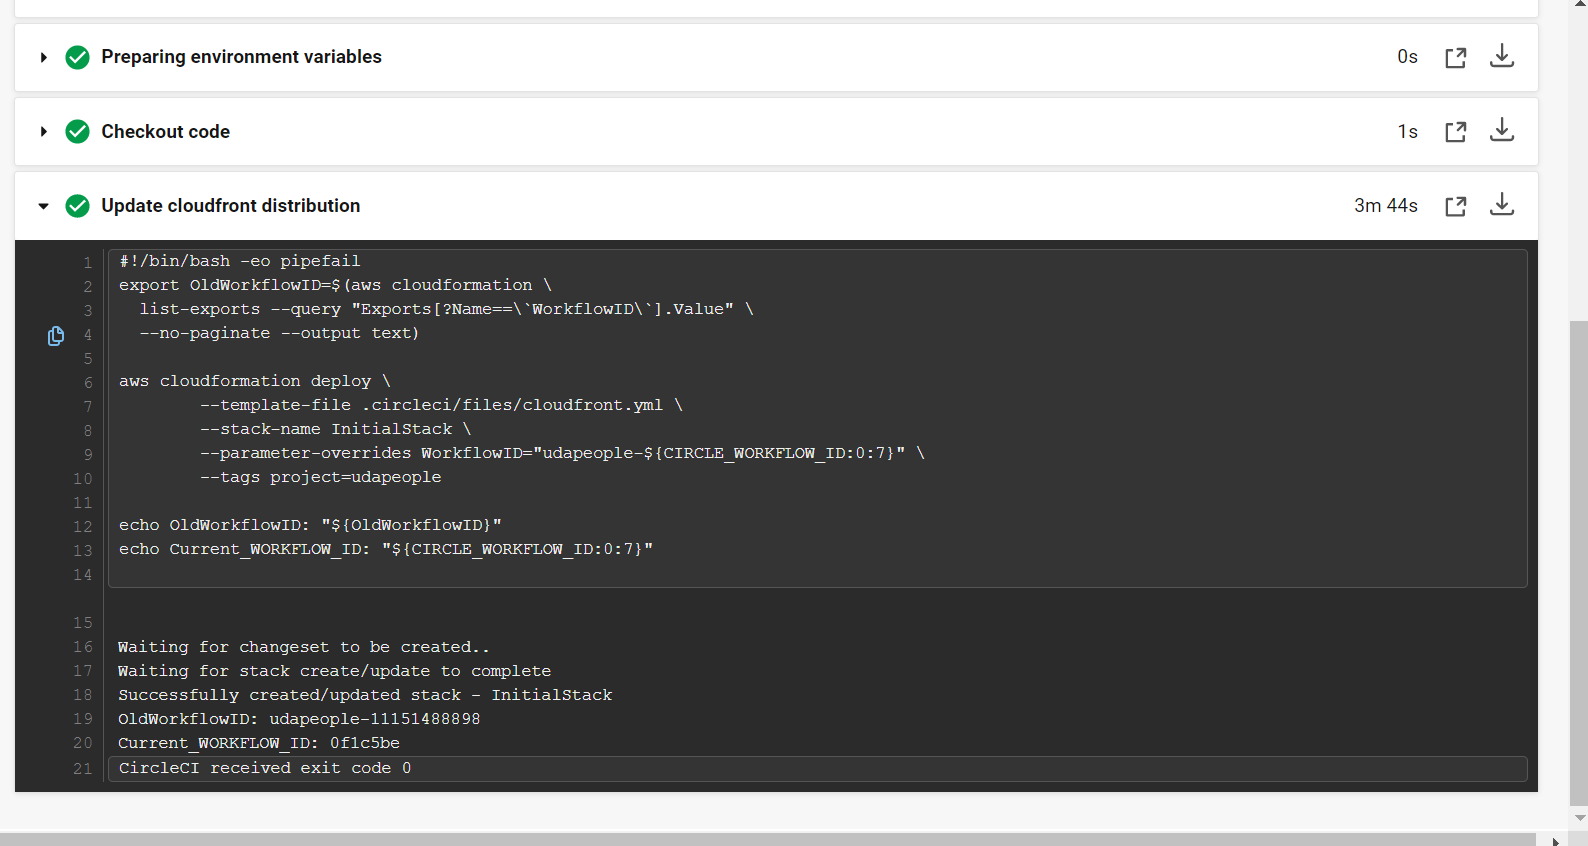 Preparing environment variables 0s
Checkout code 1s
Update cloudfront distribution 3m 44s
1 #!/bin/bash -eo pipefail
2 export OldWorkflowID=$(aws cloudformation \
3 list-exports --query "Exports[?Name==\`WorkflowID\`].Value" \
4 --no-paginate --output text)
5
6 aws cloudformation deploy \
7 --template-file .circleci/files/cloudfront.yml \
8 --stack-name InitialStack \
9 --parameter-overrides WorkflowID="udapeople-${CIRCLE_WORKFLOW_ID:0:7}" \
10 --tags project=udapeople
11
12 echo OldWorkflowID: "${OldWorkflowID}"
13 echo Current_WORKFLOW_ID: "${CIRCLE_WORKFLOW_ID:0:7}"
14
15
16 Waiting for changeset to be created..
17 Waiting for stack create/update to complete
18 Successfully created/updated stack - InitialStack
19 OldWorkflowID: udapeople-11151488898
20 Current_WORKFLOW_ID: 0f1c5be
21 CircleCI received exit code 0